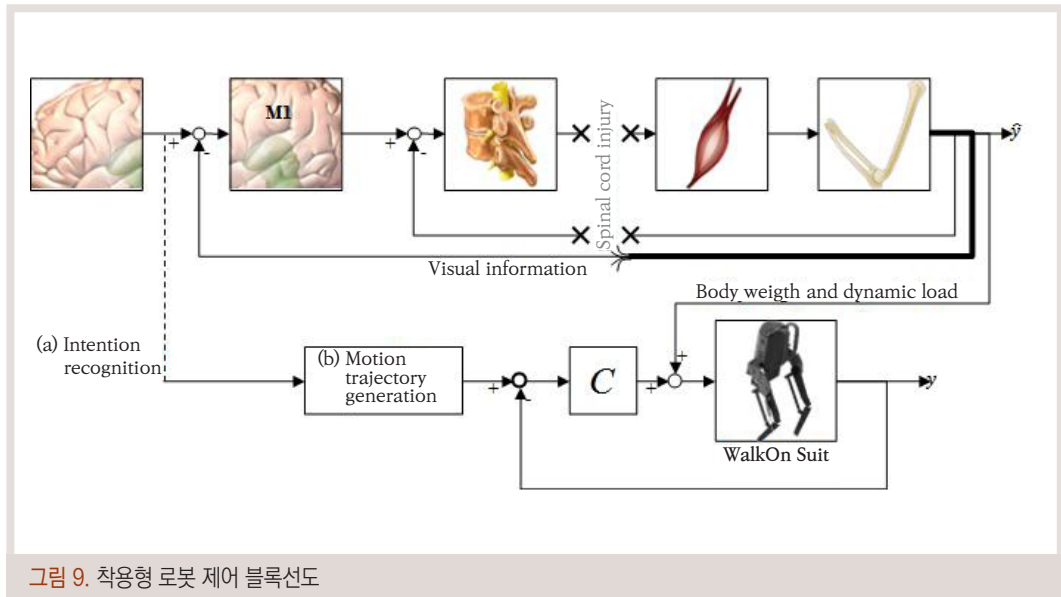 M1
Spinal cord injury
ŷ
Visual information
Body weigth and dynamic load
(a) Intention
recognition
(b) Motion
trajectory
generation
C
y
WalkOn Suit
그림 9. 착용형 로봇 제어 블록선도